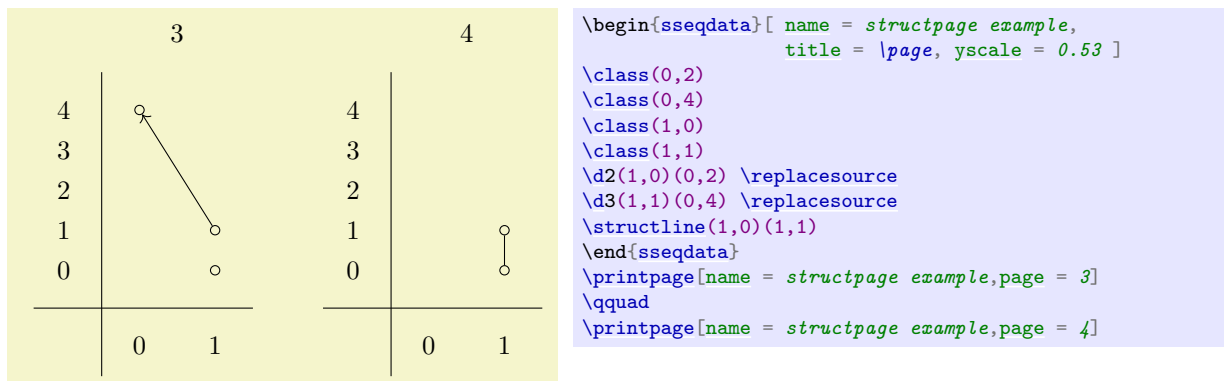 3 4
4 4
3 3
2 2
1 1
0 0
0 1 0 1
\begin{sseqdata}[ name = structpage example,
title = \page, yscale = 0.53 ]
\class(0,2)
\class(0,4)
\class(1,0)
\class(1,1)
\d2(1,0)(0,2) \replacesource
\d3(1,1)(0,4) \replacesource
\structline(1,0)(1,1)
\end{sseqdata}
\printpage[name = structpage example,page = 3]
\qquad
\printpage[name = structpage example,page = 4]